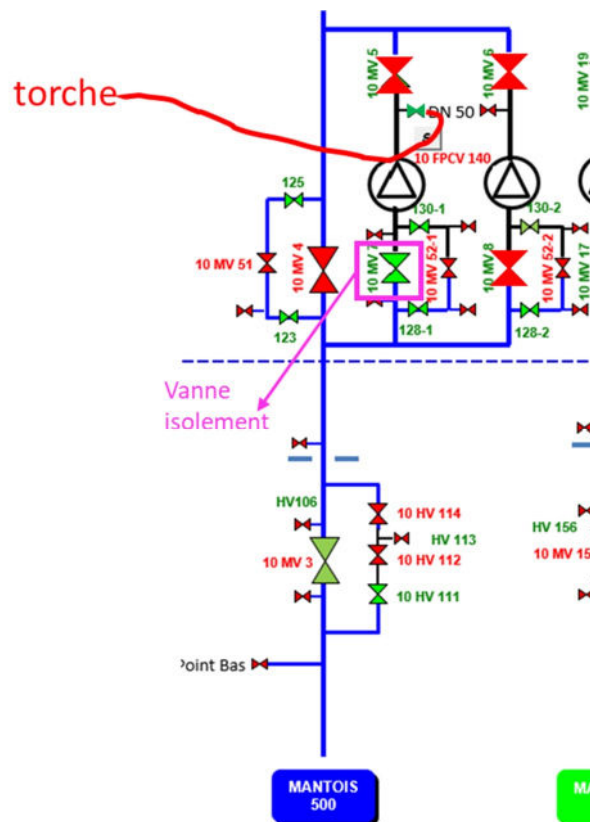 10 MV 5
10 MV 6
10 MV 19
torche
DN 50
S
10 FPCV 140
125
130-1
130-2
10 MV 51
10 MV 4
10 MV 7
10 MV 52-1
10 MV 8
10 MV 52-2
10 MV 17
123
128-1
128-2
Vanne
isolement
HV106
10 HV 114
HV 113
HV 156
10 MV 3
10 HV 112
10 MV 15
10 HV 111
Point Bas
MANTOIS
500
MA